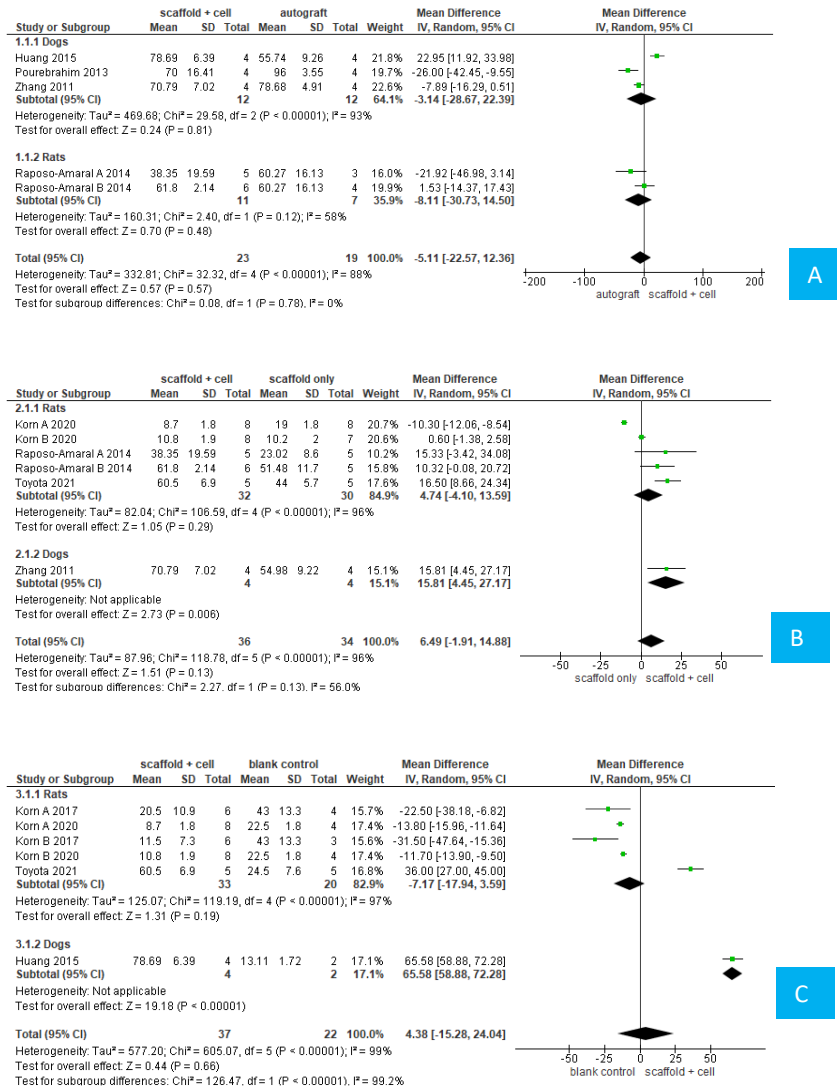 scaffold + cell autograft Mean Difference Mean Difference
Study or Subgroup Mean SD Total Mean SD Total Weight IV, Random, 95% CI IV, Random, 95% CI
1.1.1 Dogs
Huang 2015 78.69 6.39 4 55.74 9.26 4 21.8% 22.95 [11.92, 33.98]
Pourebrahim 2013 70 16.41 4 96 3.55 4 19.7% -26.00 [-42.45, -9.55]
Zhang 2011 70.79 7.02 4 78.68 4.91 4 22.6% -7.89 [-16.29, 0.51]
Subtotal (95% CI) 12 12 64.1% -3.14 [-28.67, 22.39]
Heterogeneity: Tau² = 469.68; Chi² = 29.58, df = 2 (P < 0.00001); I² = 93%
Test for overall effect: Z = 0.24 (P = 0.81)
1.1.2 Rats
Raposo-Amaral A 2014 38.35 19.59 5 60.27 16.13 3 16.0% -21.92 [-46.98, 3.14]
Raposo-Amaral B 2014 61.8 2.14 6 60.27 16.13 4 19.9% 1.53 [-14.37, 17.43]
Subtotal (95% CI) 11 7 35.9% -8.11 [-30.73, 14.50]
Heterogeneity: Tau² = 160.31; Chi² = 2.40, df = 1 (P = 0.12); I² = 58%
Test for overall effect: Z = 0.70 (P = 0.48)
Total (95% CI) 23 19 100.0% -5.11 [-22.57, 12.36]
Heterogeneity: Tau² = 332.81; Chi² = 32.32, df = 4 (P < 0.00001); I² = 88%
Test for overall effect: Z = 0.57 (P = 0.57)
Test for subgroup differences: Chi² = 0.08, df = 1 (P = 0.78), I² = 0%
-200 -100 0 100 200
autograft scaffold + cell
A
scaffold + cell scaffold only Mean Difference Mean Difference
Study or Subgroup Mean SD Total Mean SD Total Weight IV, Random, 95% CI IV, Random, 95% CI
2.1.1 Rats
Korn A 2020 8.7 1.8 8 19 1.8 8 20.7% -10.30 [-12.06, -8.54]
Korn B 2020 10.8 1.9 8 10.2 2 7 20.6% 0.60 [-1.38, 2.58]
Raposo-Amaral A 2014 38.35 19.59 5 23.02 8.6 5 10.2% 15.33 [-3.42, 34.08]
Raposo-Amaral B 2014 61.8 2.14 6 51.48 11.7 5 15.8% 10.32 [-0.08, 20.72]
Toyota 2021 60.5 6.9 5 44 5.7 5 17.6% 16.50 [8.66, 24.34]
Subtotal (95% CI) 32 30 84.9% 4.74 [-4.10, 13.59]
Heterogeneity: Tau² = 82.04; Chi² = 106.59, df = 4 (P < 0.00001); I² = 96%
Test for overall effect: Z = 1.05 (P = 0.29)
2.1.2 Dogs
Zhang 2011 70.79 7.02 4 54.98 9.22 4 15.1% 15.81 [4.45, 27.17]
Subtotal (95% CI) 4 4 15.1% 15.81 [4.45, 27.17]
Heterogeneity: Not applicable
Test for overall effect: Z = 2.73 (P = 0.006)
Total (95% CI) 36 34 100.0% 6.49 [-1.91, 14.88]
Heterogeneity: Tau² = 87.96; Chi² = 118.78, df = 5 (P < 0.00001); I² = 96%
Test for overall effect: Z = 1.51 (P = 0.13)
Test for subgroup differences: Chi² = 2.27, df = 1 (P = 0.13), I² = 56.0%
-50 -25 0 25 50
scaffold only scaffold + cell
B
scaffold + cell blank control Mean Difference Mean Difference
Study or Subgroup Mean SD Total Mean SD Total Weight IV, Random, 95% CI IV, Random, 95% CI
3.1.1 Rats
Korn A 2017 20.5 10.9 6 43 13.3 4 15.7% -22.50 [-38.18, -6.82]
Korn A 2020 8.7 1.8 8 22.5 1.8 4 17.4% -13.80 [-15.96, -11.64]
Korn B 2017 11.5 7.3 6 43 13.3 3 15.6% -31.50 [-47.64, -15.36]
Korn B 2020 10.8 1.9 8 22.5 1.8 4 17.4% -11.70 [-13.90, -9.50]
Toyota 2021 60.5 6.9 5 24.5 7.6 5 16.8% 36.00 [27.00, 45.00]
Subtotal (95% CI) 33 20 82.9% -7.17 [-17.94, 3.59]
Heterogeneity: Tau² = 125.07; Chi² = 119.19, df = 4 (P < 0.00001); I² = 97%
Test for overall effect: Z = 1.31 (P = 0.19)
3.1.2 Dogs
Huang 2015 78.69 6.39 4 13.11 1.72 2 17.1% 65.58 [58.88, 72.28]
Subtotal (95% CI) 4 2 17.1% 65.58 [58.88, 72.28]
Heterogeneity: Not applicable
Test for overall effect: Z = 19.18 (P < 0.00001)
Total (95% CI) 37 22 100.0% 4.38 [-15.28, 24.04]
Heterogeneity: Tau² = 577.20; Chi² = 605.07, df = 5 (P < 0.00001); I² = 99%
Test for overall effect: Z = 0.44 (P = 0.66)
Test for subgroup differences: Chi² = 126.47, df = 1 (P < 0.00001), I² = 99.2%
-50 -25 0 25 50
blank control scaffold + cell
C